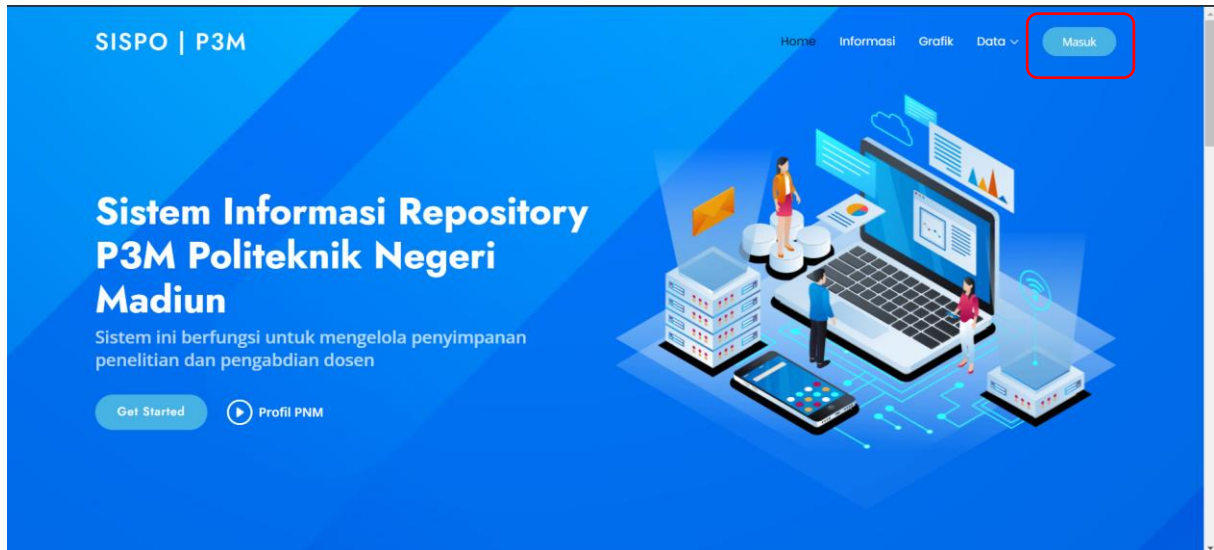 SISPO | P3M
Home Informasi Grafik Data Masuk
Sistem Informasi Repository
P3M Politeknik Negeri
Madiun
Sistem ini berfungsi untuk mengelola penyimpanan
penelitian dan pengabdian dosen
Get Started Profil PNM